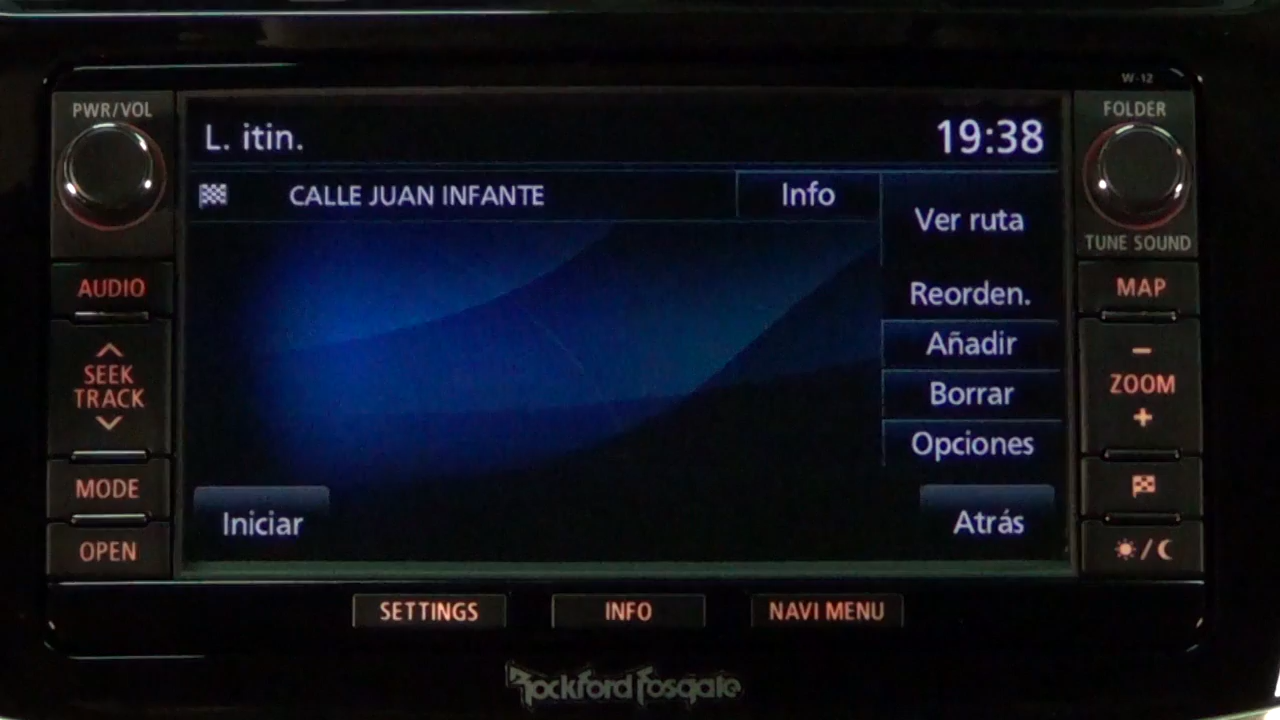 W-12
PWR/VOL
FOLDER
L. itin.
19:38
CALLE JUAN INFANTE
Info
Ver ruta
TUNE SOUND
AUDIO
MAP
Reorden.
Añadir
SEEK
TRACK
ZOOM
Borrar
Opciones
MODE
Iniciar
Atrás
OPEN
SETTINGS
INFO
NAVI MENU
Rockford Fosgate